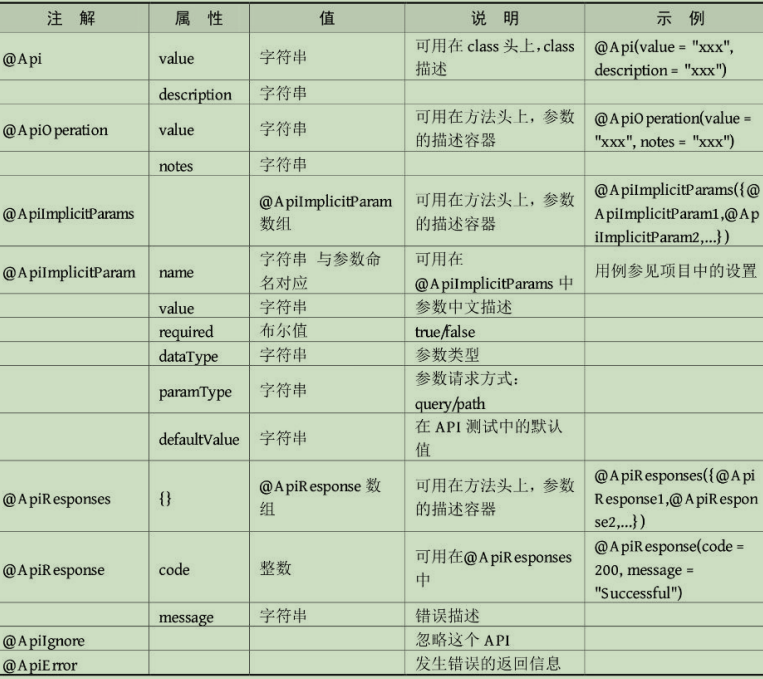 注 解 属 性 值 说 明 示 例
@Api value 字符串 可用在 class 头上，class 描述 @Api(value = "xxx", description = "xxx")
description 字符串
@ApiOperation value 字符串 可用在方法头上，参数的描述容器 @ApiOperation(value = "xxx", notes = "xxx")
notes 字符串
@ApiImplicitParams @ApiImplicitParam 数组 可用在方法头上，参数的描述容器 @ApiImplicitParams({@ApiImplicitParam1,@ApiImplicitParam2,...})
@ApiImplicitParam name 字符串 与参数命名对应 可用在 @ApiImplicitParams 中 用例参见项目中的设置
value 字符串 参数中文描述
required 布尔值 true/false
dataType 字符串 参数类型
paramType 字符串 参数请求方式： query/path
defaultValue 字符串 在 API 测试中的默认值
@ApiResponses {} @ApiResponse 数组 可用在方法头上，参数的描述容器 @ApiResponses({@ApiResponse1,@ApiResponse2,...})
@ApiResponse code 整数 可用在@ApiResponses 中 @ApiResponse(code = 200, message = "Successful")
message 字符串 错误描述
@ApiIgnore 忽略这个 API
@ApiError 发生错误的返回信息